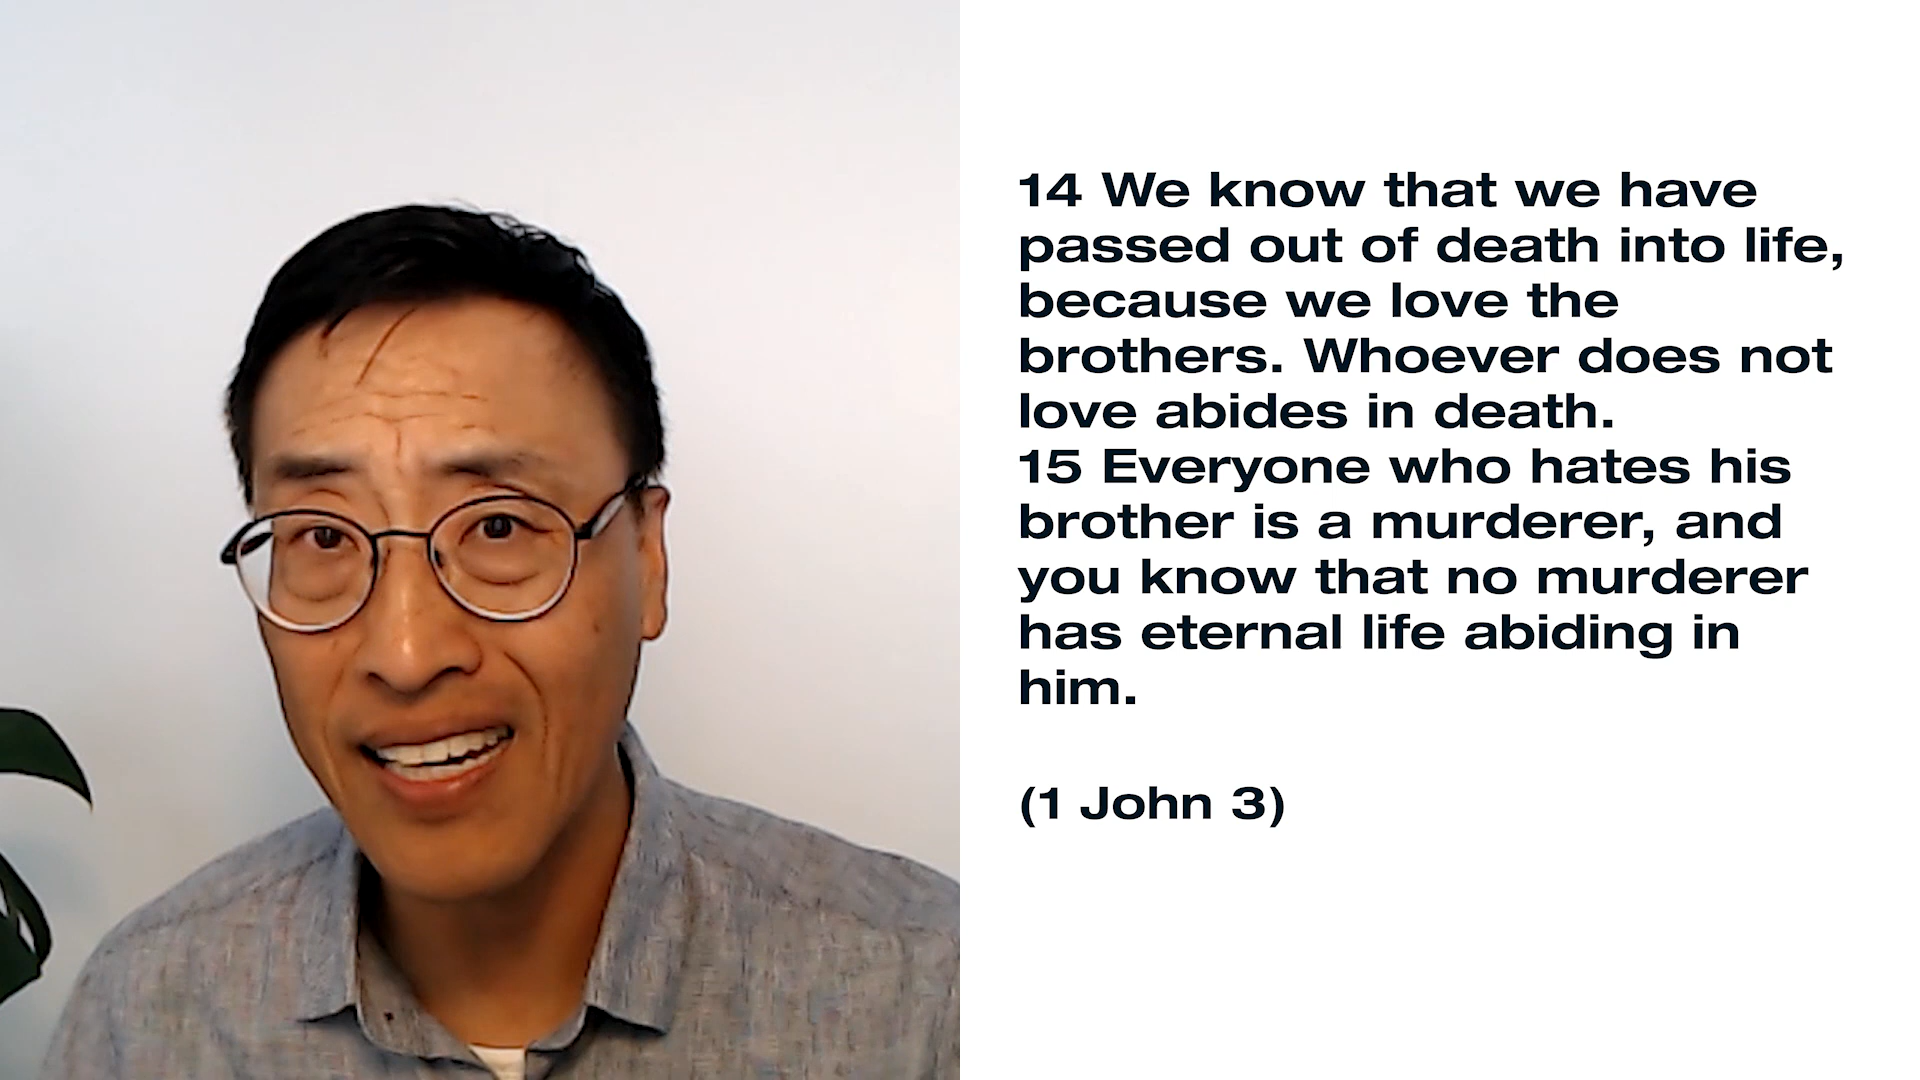 14 We know that we have
passed out of death into life,
because we love the
brothers. Whoever does not
love abides in death.
15 Everyone who hates his
brother is a murderer, and
you know that no murderer
has eternal life abiding in
him.
(1 John 3)